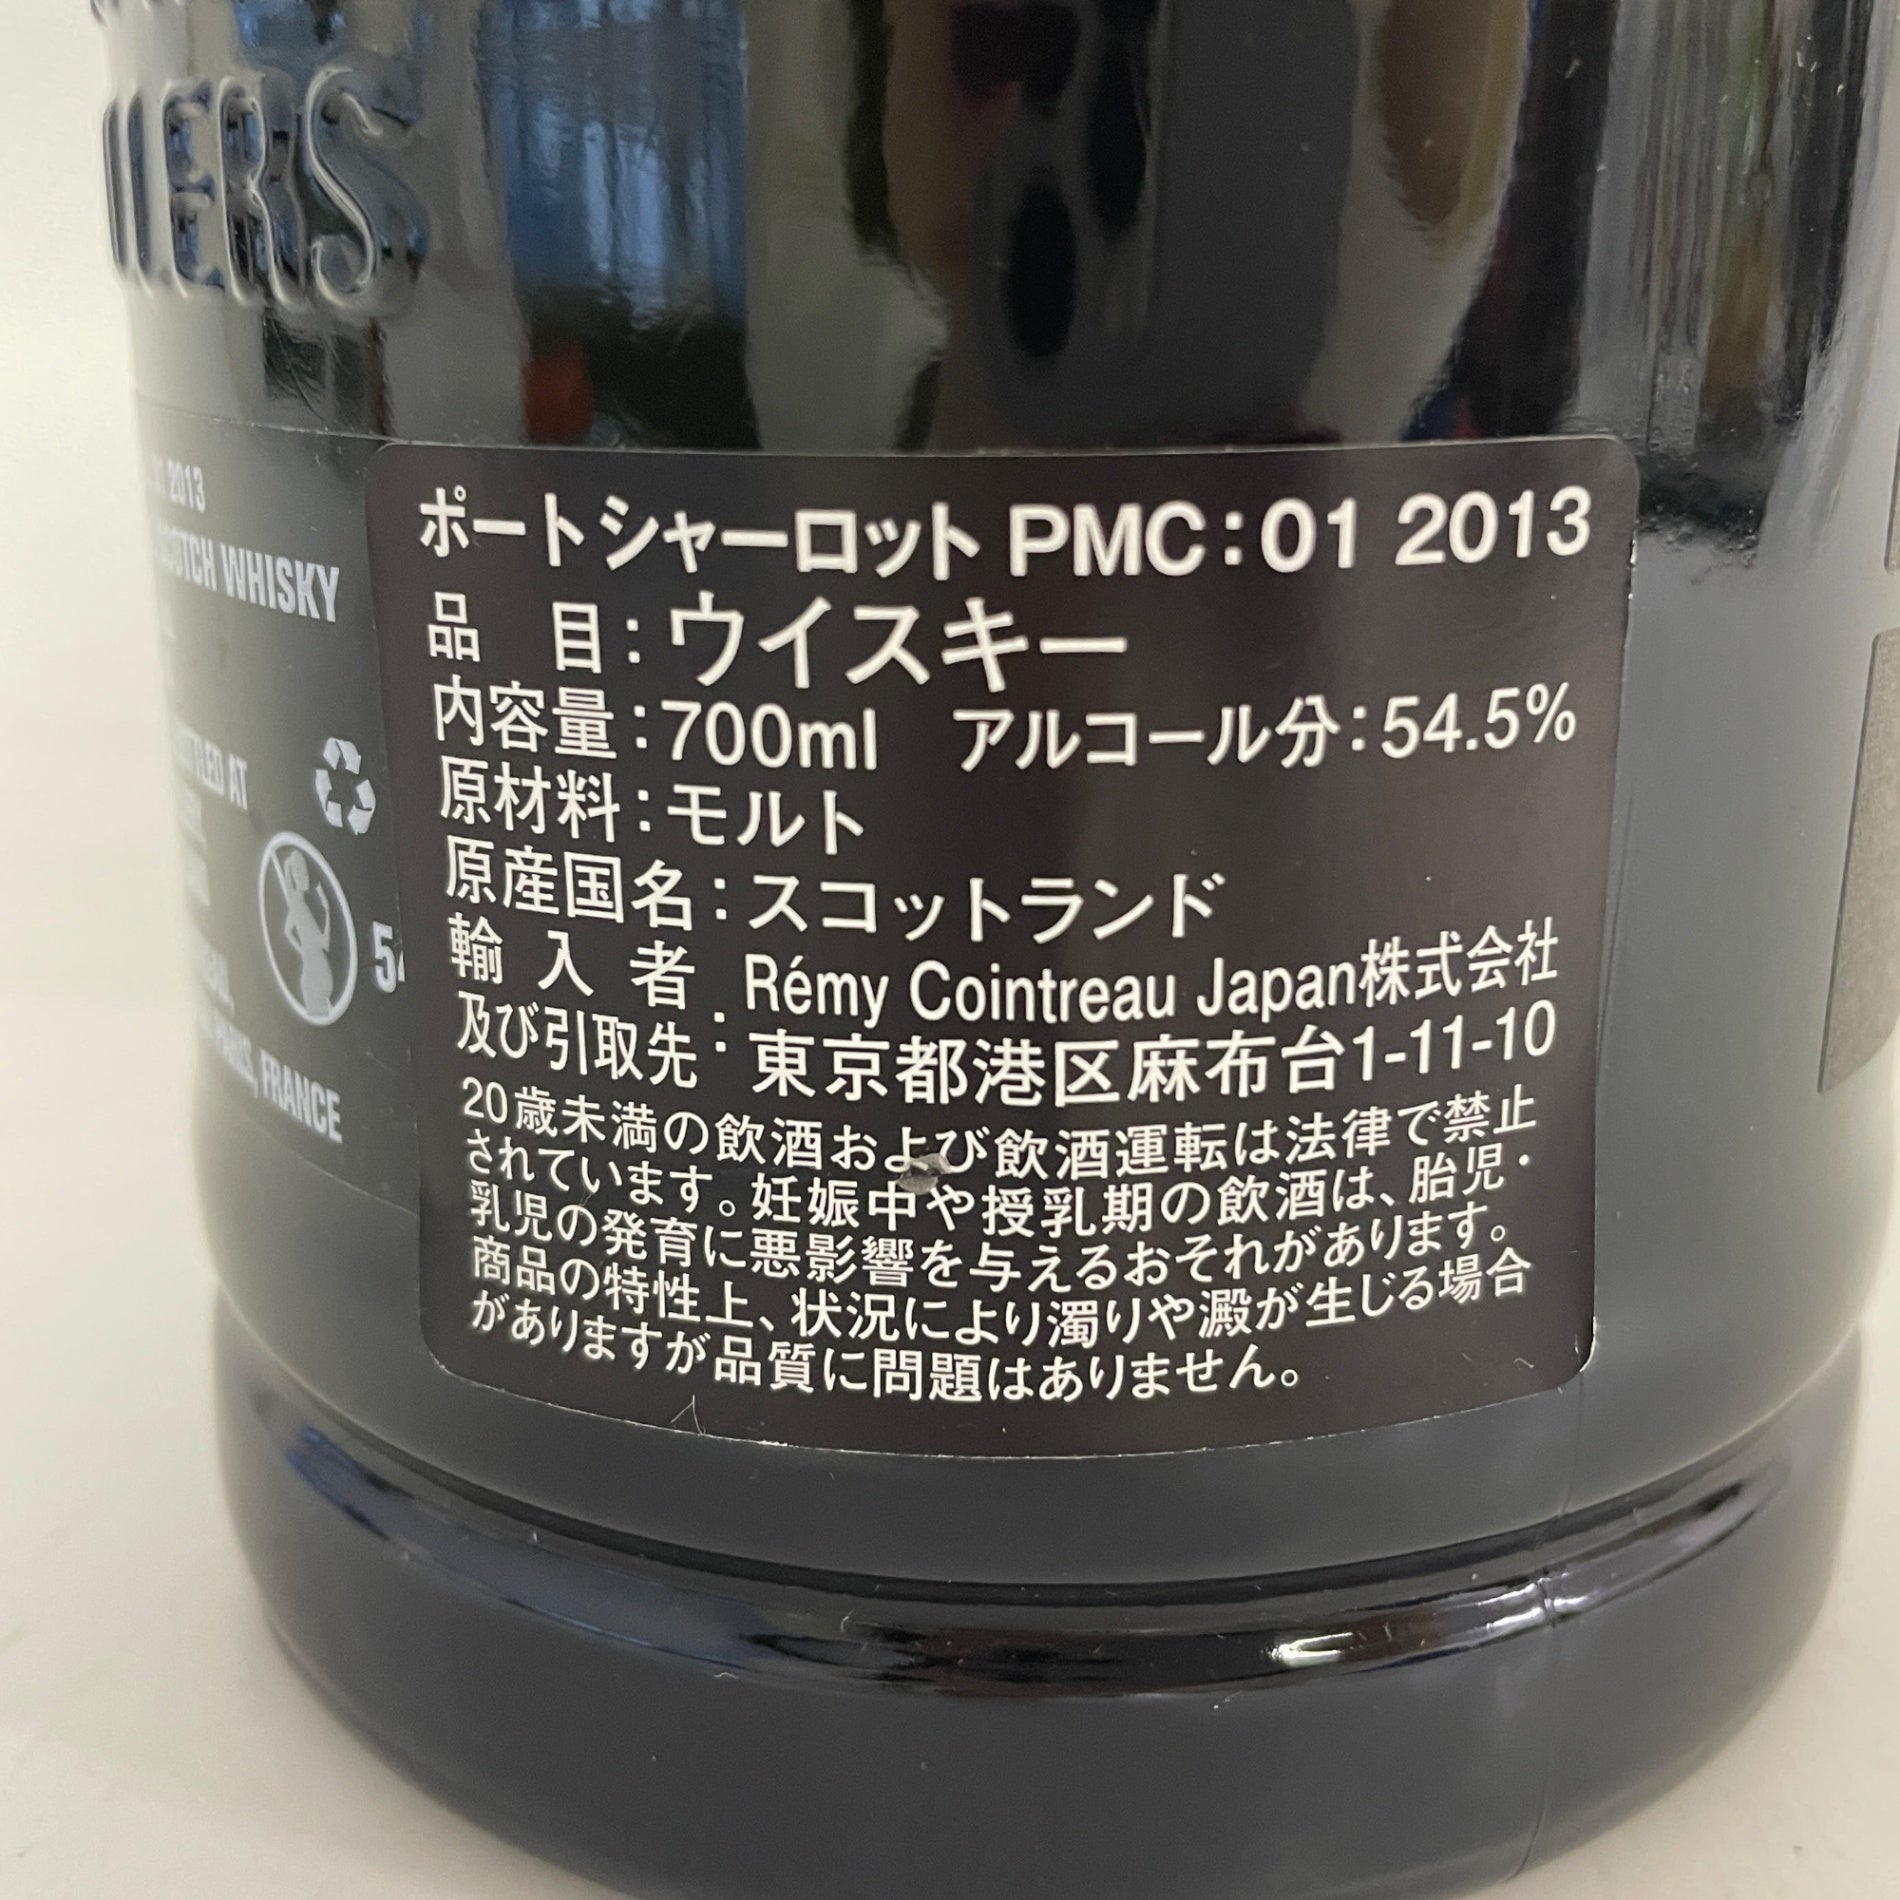 ERS
2013
SCOTCH WHISKY
BOTTLED AT
54
PARIS, FRANCE
ポートシャーロット PMC:01 2013
品 目:ウイスキー
内容量:700ml アルコール分:54.5%
原材料:モルト
原産国名:スコットランド
輸入者及び引取先:Rémy Cointreau Japan株式会社
東京都港区麻布台1-11-10
20歳未満の飲酒および飲酒運転は法律で禁止
されています。妊娠中や授乳期の飲酒は、胎児・
乳児の発育に悪影響を与えるおそれがあります。
商品の特性上、状況により濁りや澱が生じる場合
がありますが品質に問題はありません。